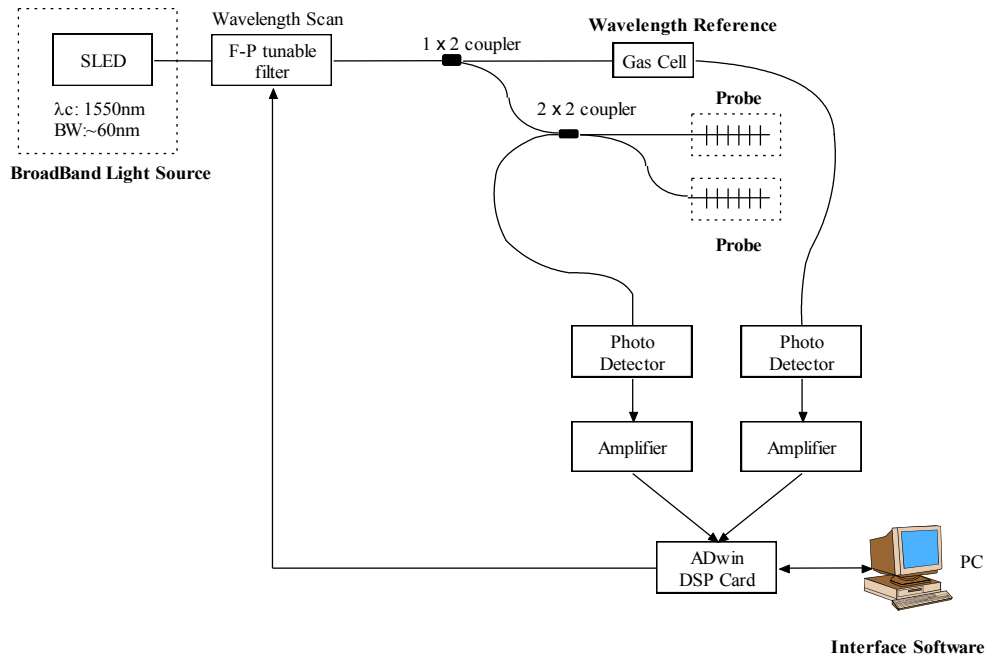 Wavelength Scan
Wavelength Reference
SLED
F-P tunable
filter
1 x 2 coupler
Gas Cell
λc: 1550nm
BW:~60nm
2 x 2 coupler
Probe
BroadBand Light Source
Probe
Photo
Detector
Photo
Detector
Amplifier
Amplifier
ADwin
DSP Card
PC
Interface Software